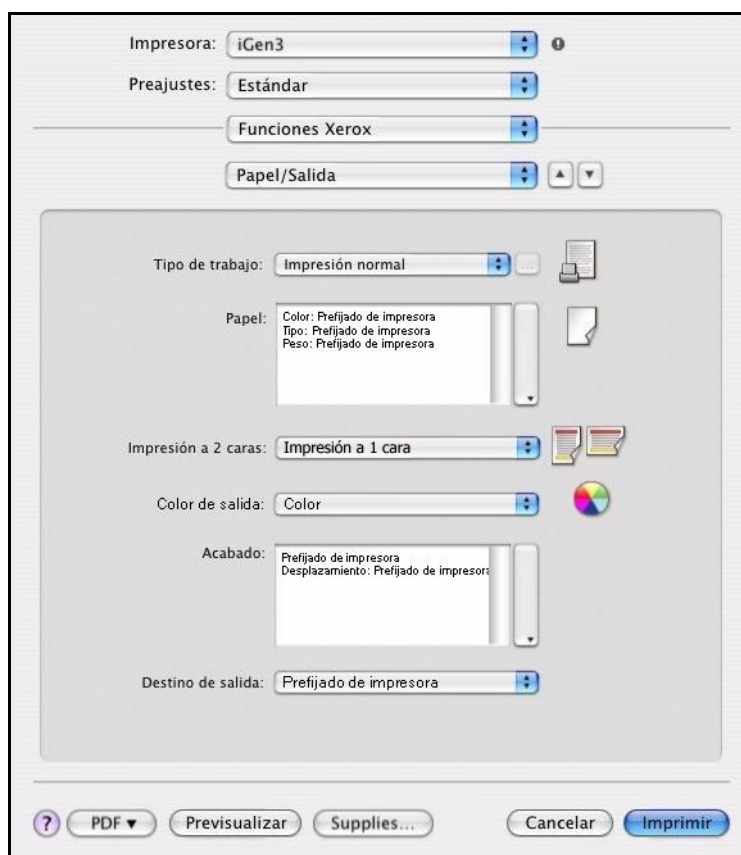 Impresora: iGen3
Preajustes: Estándar
Funciones Xerox
Papel/Salida
Tipo de trabajo: Impresión normal ...
Papel: Color: Prefijado de impresora
Tipo: Prefijado de impresora
Peso: Prefijado de impresora
Impresión a 2 caras: Impresión a 1 cara
Color de salida: Color
Acabado: Prefijado de impresora
Desplazamiento: Prefijado de impresora
Destino de salida: Prefijado de impresora
? PDF Previsualizar Supplies... Cancelar Imprimir